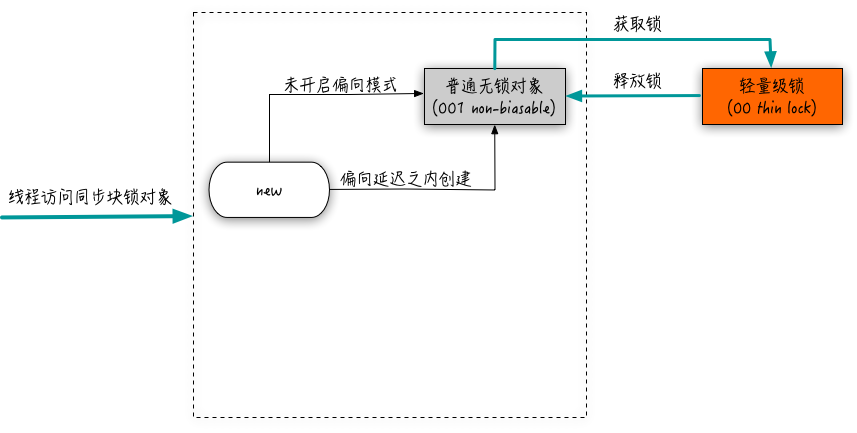 获取锁
未开启偏向模式
普通无锁对象
(001 non-biasable)
释放锁
轻量级锁
(00 thin lock)
线程访问同步块锁对象
new
偏向延迟之内创建